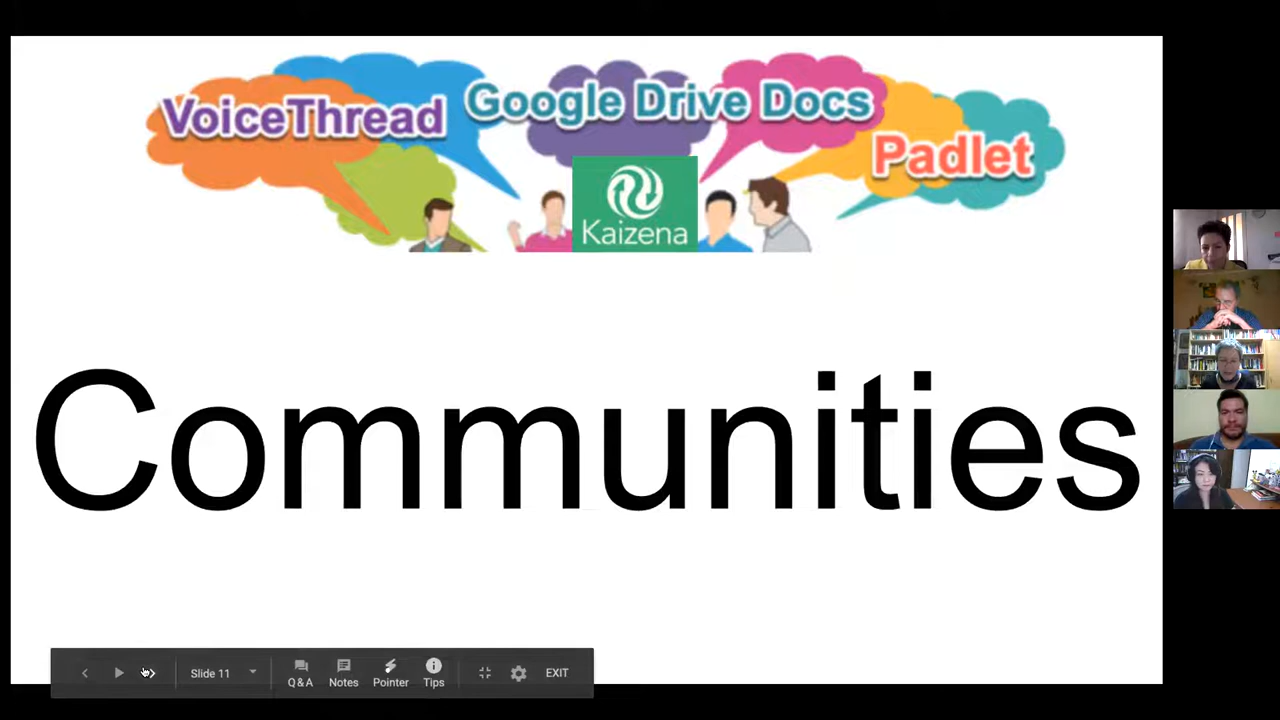 VoiceThread
Google Drive Docs
Padlet
Kaizena
Communities
Slide 11
Q&A
Notes
Pointer
Tips
EXIT